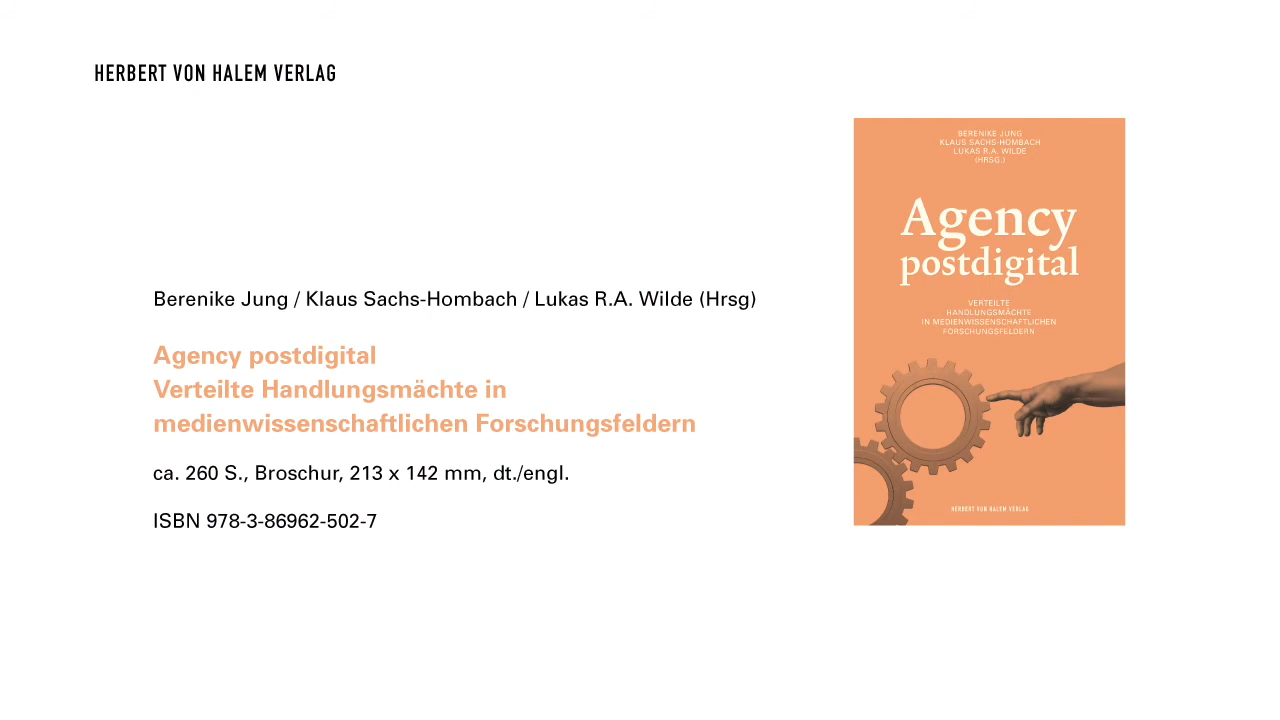 HERBERT VON HALEM VERLAG
Berenike Jung / Klaus Sachs-Hombach / Lukas R.A. Wilde (Hrsg)
Agency postdigital
Verteilte Handlungsmächte in
medienwissenschaftlichen Forschungsfeldern
ca. 260 S., Broschur, 213 x 142 mm, dt./engl.
ISBN 978-3-86962-502-7
BERENIKE JUNG
KLAUS SACHS-HOMBACH
LUKAS R.A. WILDE
(HRSG.)
Agency
postdigital
VERTEILTE
HANDLUNGSMÄCHTE
IN MEDIENWISSENSCHAFTLICHEN
FORSCHUNGSFELDERN
HERBERT VON HALEM VERLAG